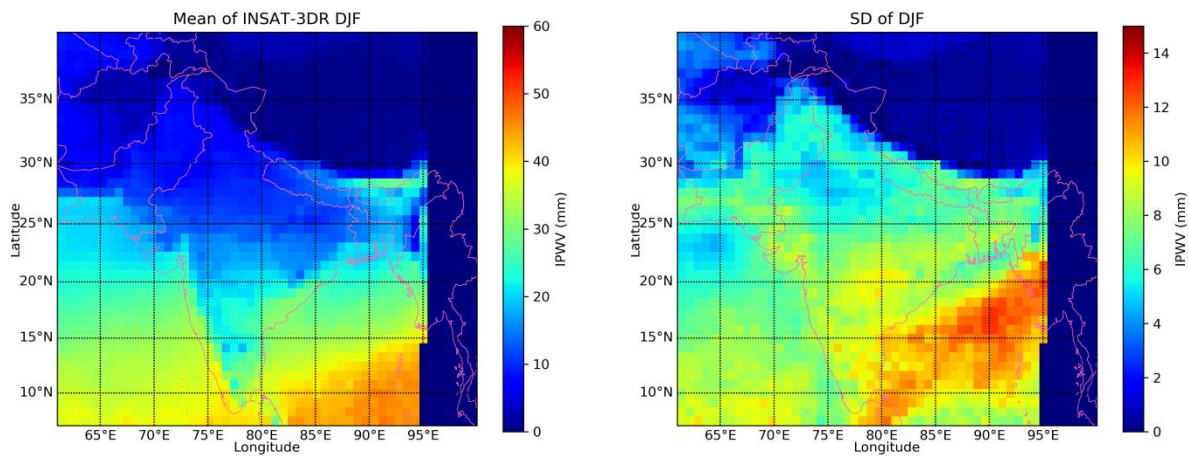 Mean of INSAT-3DR DJF
35°N
30°N
25°N
20°N
15°N
10°N
Latitude
65°E 70°E 75°E 80°E 85°E 90°E 95°E
Longitude
60
50
40
30
20
10
0
IPWV (mm)
SD of DJF
35°N
30°N
25°N
20°N
15°N
10°N
Latitude
65°E 70°E 75°E 80°E 85°E 90°E 95°E
Longitude
14
12
10
8
6
4
2
0
IPWV (mm)